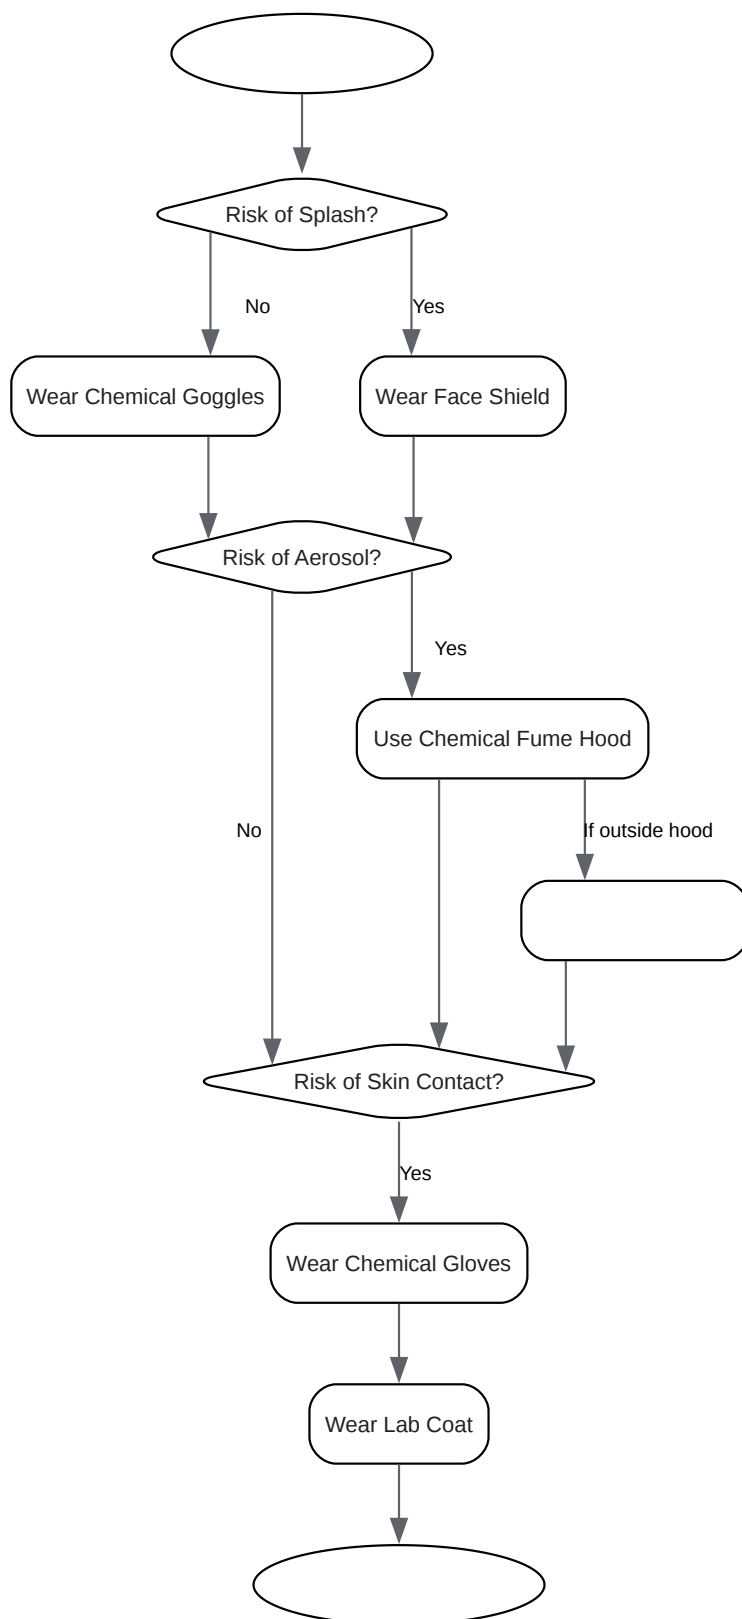 Risk of Splash?
No
Yes
Wear Chemical Goggles
Wear Face Shield
Risk of Aerosol?
Yes
Use Chemical Fume Hood
No
If outside hood
Risk of Skin Contact?
Yes
Wear Chemical Gloves
Wear Lab Coat